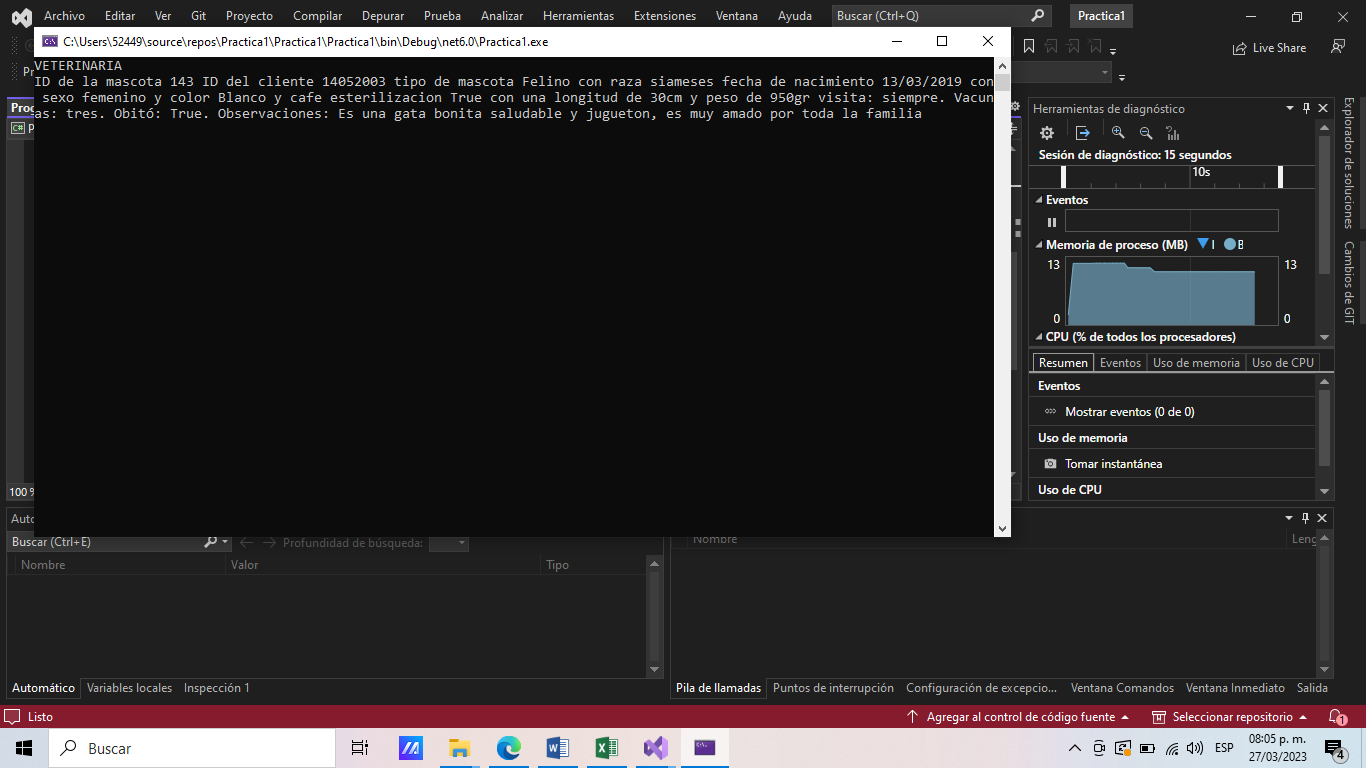 Archivo Editar Ver Git Proyecto Compilar Depurar Prueba Analizar Herramientas Extensiones Ventana Ayuda Buscar (Ctrl+Q) Practica1
C:\Users\52449\source\repos\Practica1\Practica1\Practica1\bin\Debug\net6.0\Practica1.exe
Live Share
VETERINARIA
ID de la mascota 143 ID del cliente 14052003 tipo de mascota Felino con raza siameses fecha de nacimiento 13/03/2019 con
sexo femenino y color Blanco y cafe esterilizacion True con una longitud de 30cm y peso de 950gr visita: siempre. Vacun
as: tres. Obitó: True. Observaciones: Es una gata bonita saludable y jugueton, es muy amado por toda la familia
Herramientas de diagnóstico
Sesión de diagnóstico: 15 segundos
10s
Eventos
Memoria de proceso (MB) I B
13 13
0 0
CPU (% de todos los procesadores)
Resumen Eventos Uso de memoria Uso de CPU
Eventos
Mostrar eventos (0 de 0)
Uso de memoria
Tomar instantánea
Uso de CPU
Explorador de soluciones
Cambios de GIT
100 %
Buscar (Ctrl+E) Profundidad de búsqueda:
Nombre Valor Tipo
Nombre Leng
Automático Variables locales Inspección 1
Pila de llamadas Puntos de interrupción Configuración de excepcio... Ventana Comandos Ventana Inmediato Salida
Listo Agregar al control de código fuente Seleccionar repositorio 1
Buscar
ESP
08:05 p. m.
27/03/2023
4